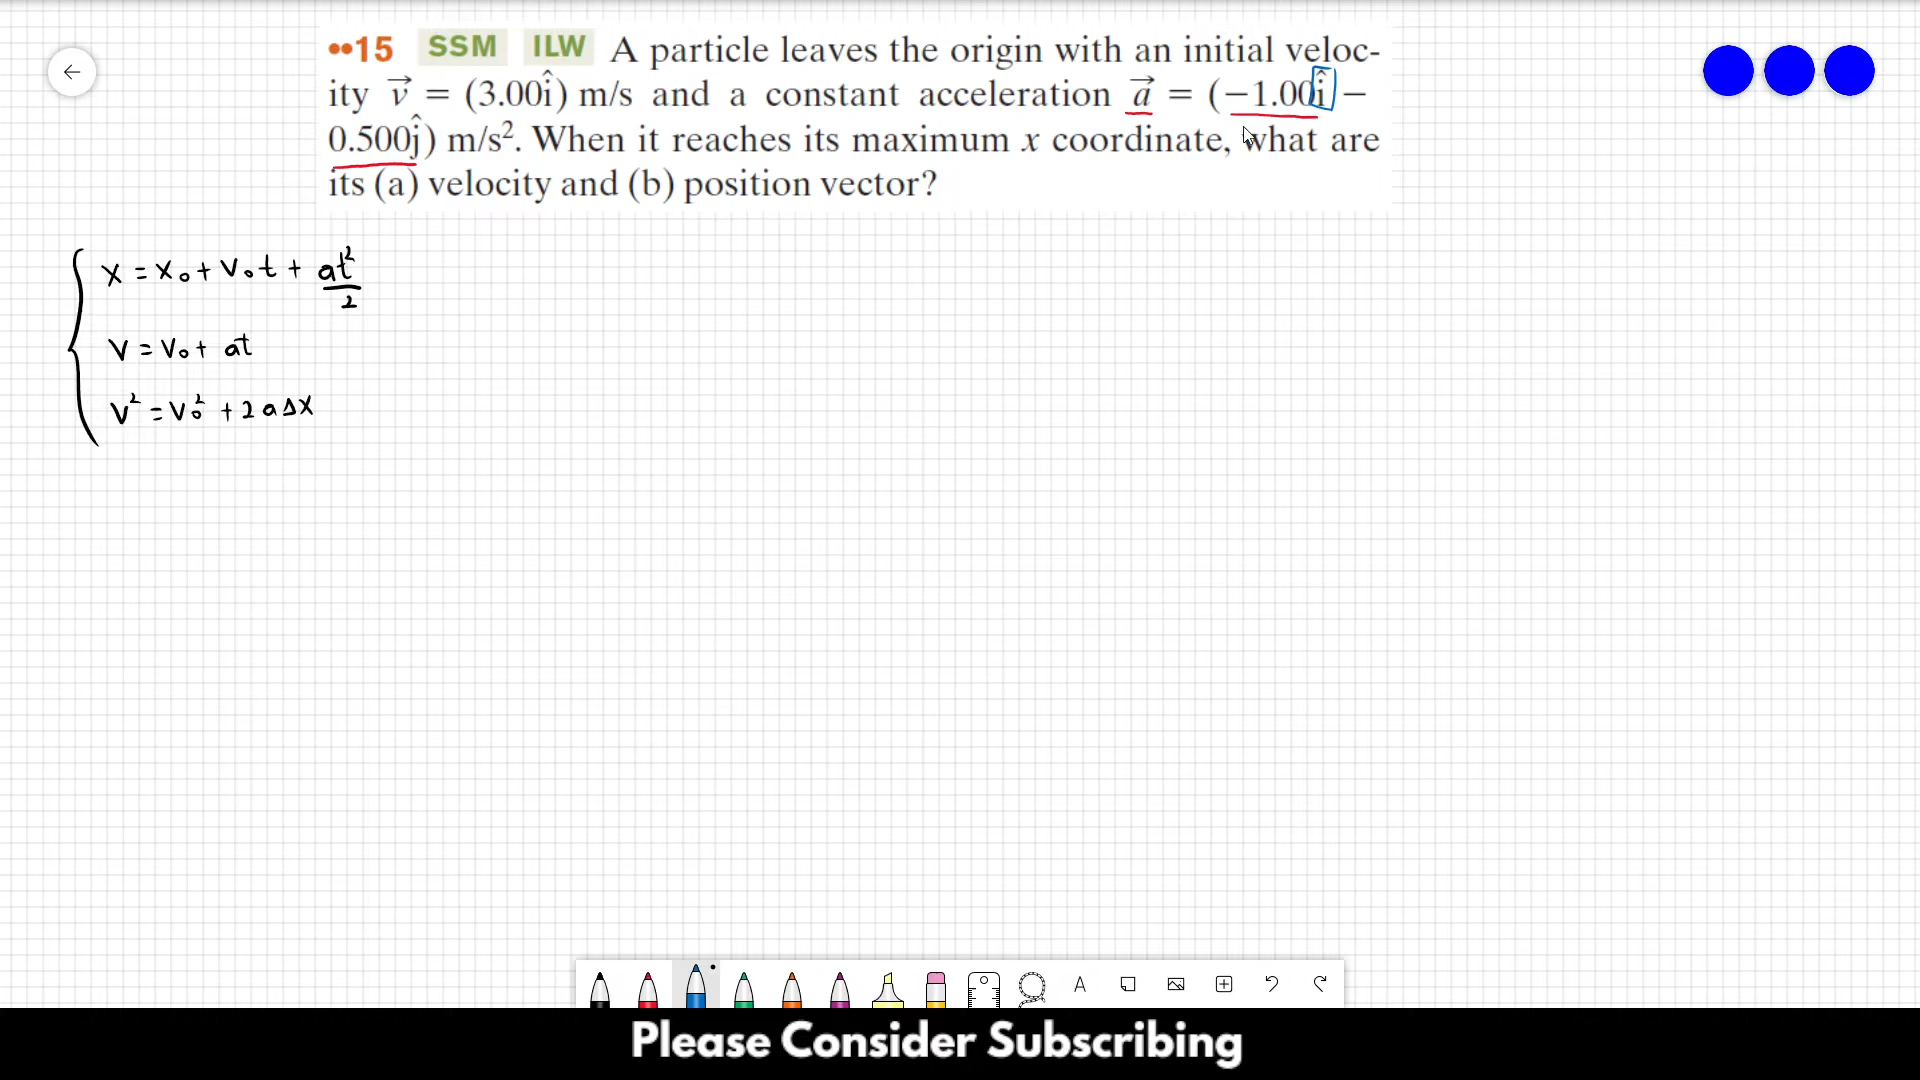 ••15 SSM ILW A particle leaves the origin with an initial veloc-
ity v⃗ = (3.00î) m/s and a constant acceleration a⃗ = (−1.00î −
0.500ĵ) m/s². When it reaches its maximum x coordinate, what are
its (a) velocity and (b) position vector?
x = x₀ + v₀t + at²/2
v = v₀ + at
v² = v₀² + 2aΔx
A
Please Consider Subscribing